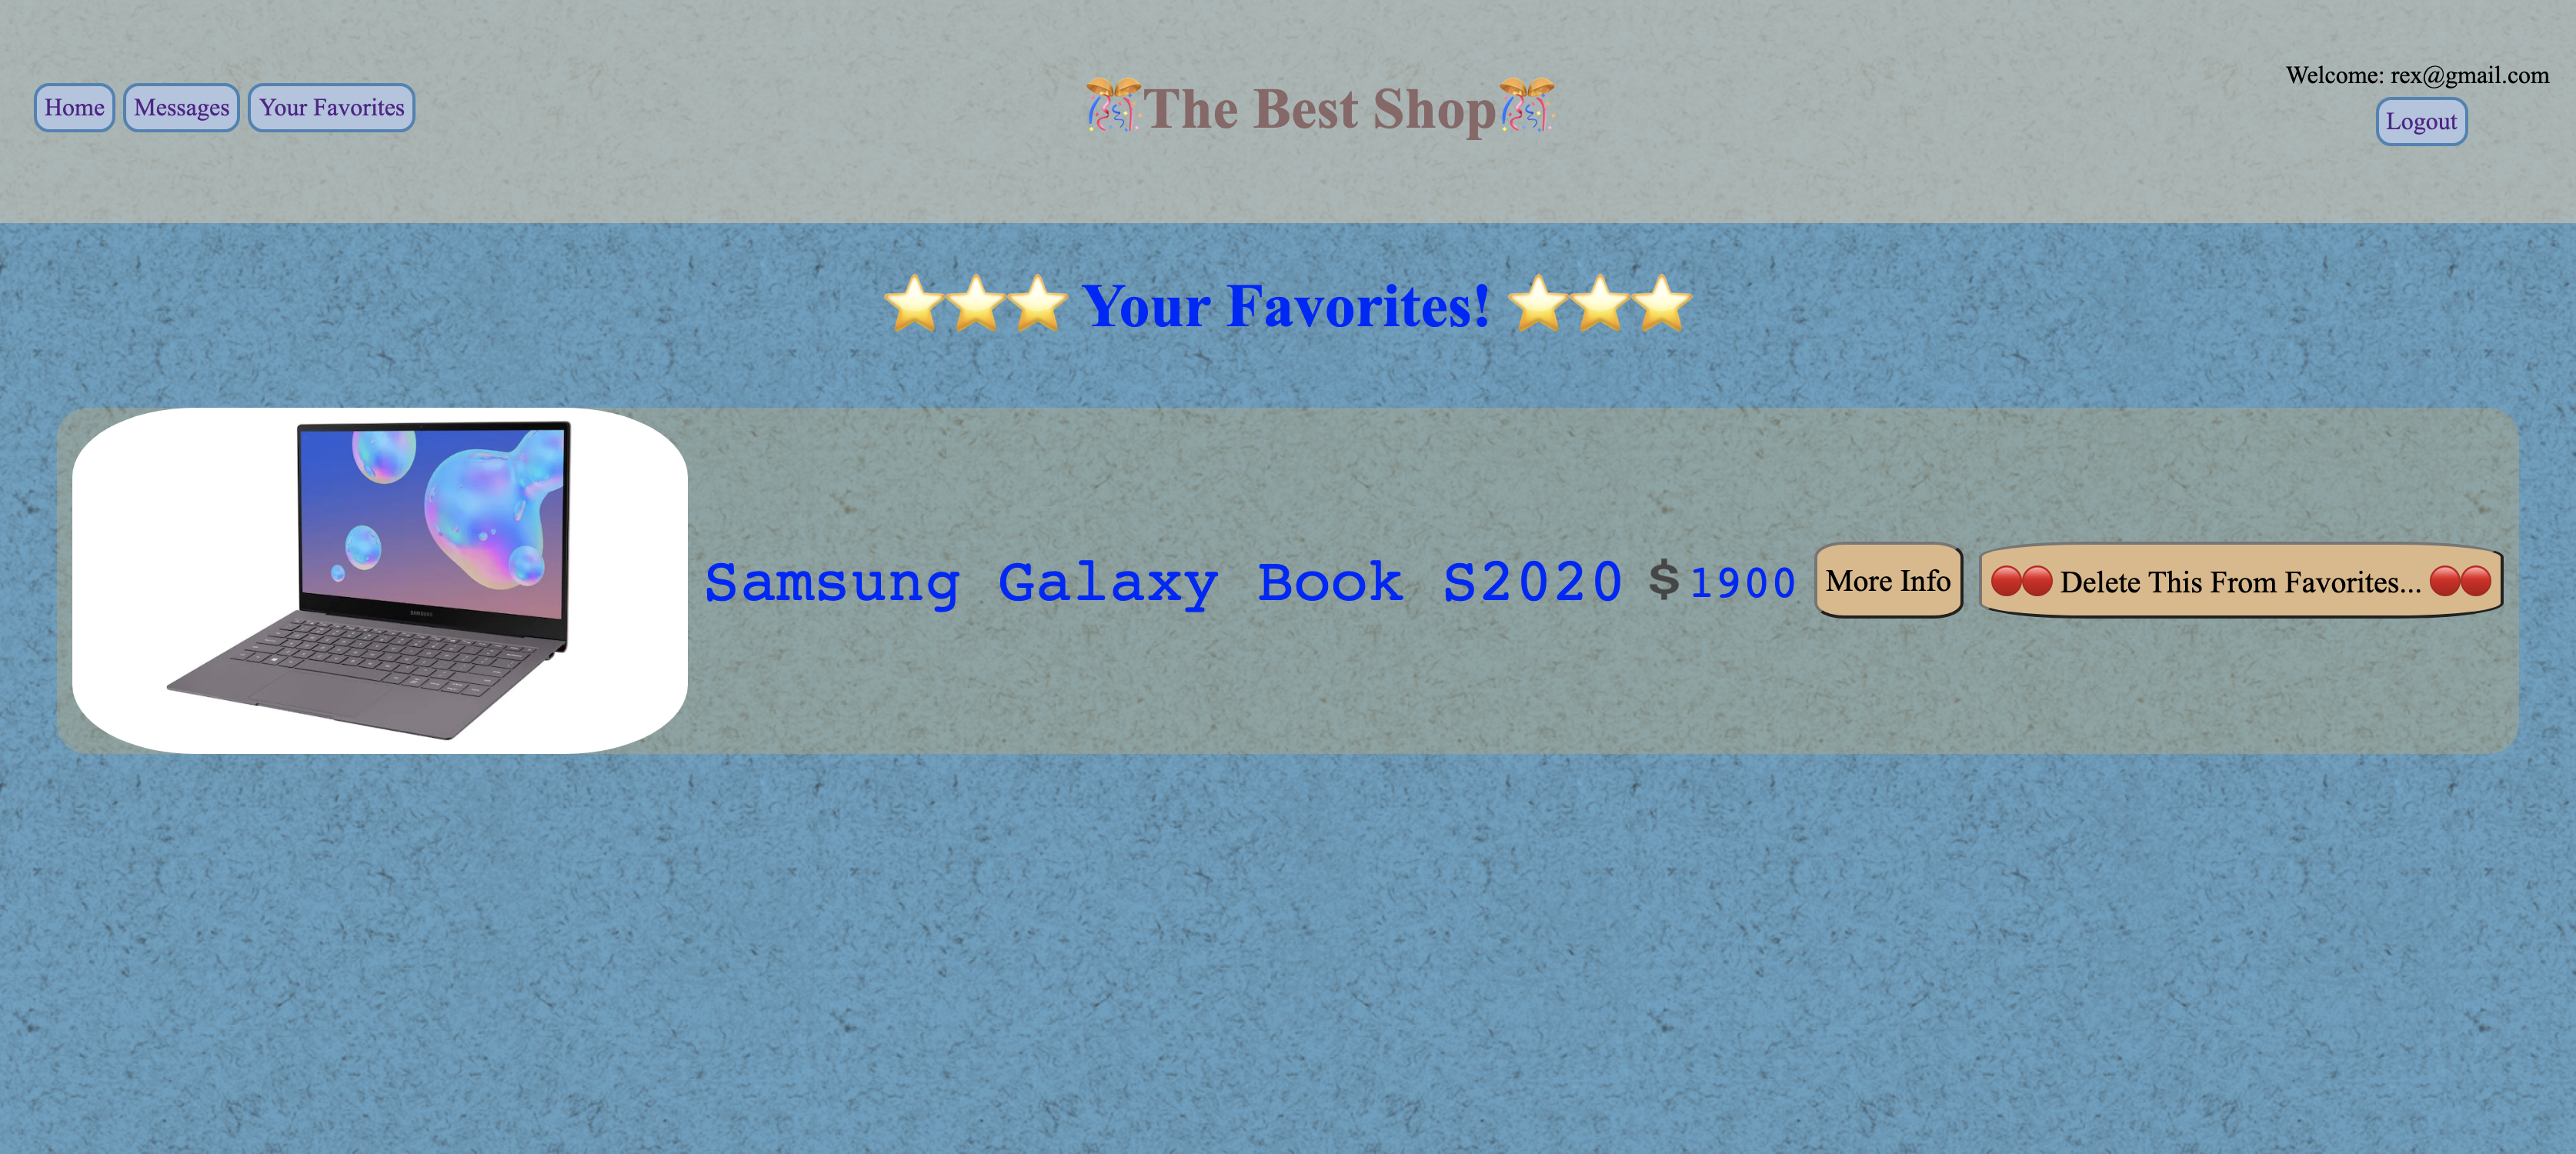 Home Messages Your Favorites
🎊The Best Shop🎊
Welcome: rex@gmail.com
Logout
⭐⭐⭐ Your Favorites! ⭐⭐⭐
SAMSUNG
Samsung Galaxy Book S2020 $ 1900 More Info 🔴🔴 Delete This From Favorites... 🔴🔴